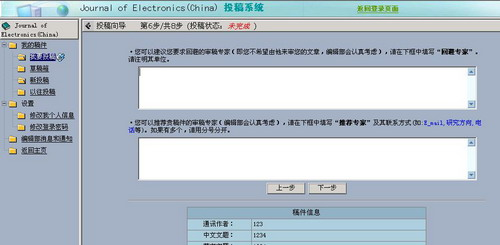 Journal of Electronics(China) 投稿系统
返回登录页面
Journal of
Electronics(China)
投稿向导 第6步/共8步 (投稿状态: 未完成 )
我的稿件
草稿箱
新投稿
以往投稿
设置
修改我个人信息
修改登录密码
编辑部消息和通知
返回主页
• 您可以建议您要求回避的审稿专家(即您不希望由他来审您的文章,编辑部会认真考虑),请在下框中填写“回避专家”。
请注明其单位。
• 您可以推荐贵稿件的审稿专家(编辑部会认真考虑),请在下框中填写“推荐专家”及其联系方式(如:E_mail,研究方向,电
话等)。如果有多个,请用分号分开。
上一步 下一步
稿件信息
通讯作者: 123
中文文题: 1234